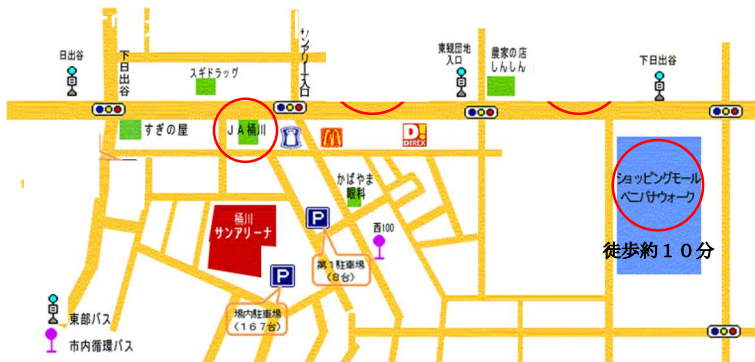 日出谷
下日出谷
スギドラッグ
サンアリーナ入口
東観団地
入口
農家の店
しんしん
下日出谷
すぎの屋
JA桶川
D!
DIREX
かばやま
眼科
ショッピングモール
ベニバナウォーク
徒歩約10分
桶川
サンアリーナ
P
西100
第1駐車場
(8台)
P
場内駐車場
(167台)
東部バス
市内循環バス